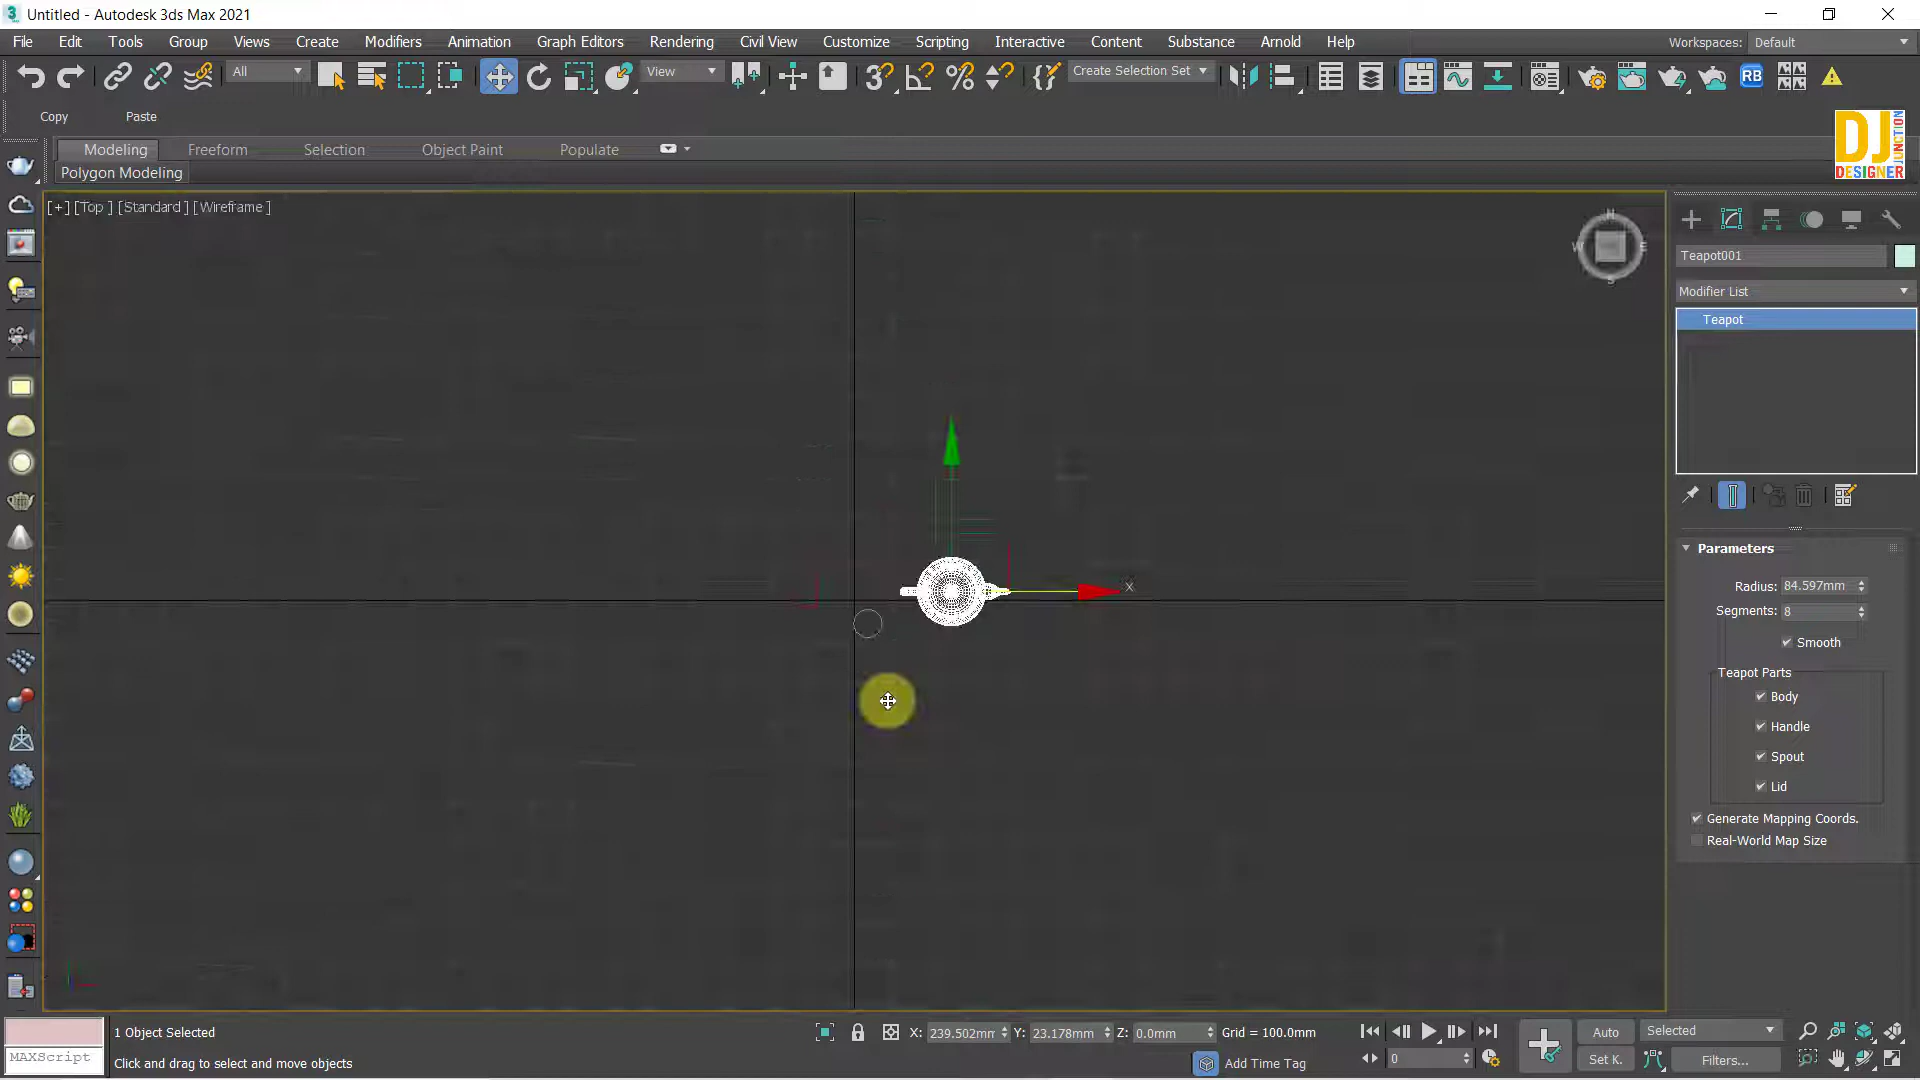 Untitled - Autodesk 3ds Max 2021
File Edit Tools Group Views Create Modifiers Animation Graph Editors Rendering Civil View Customize Scripting Interactive Content Substance Arnold Help Workspaces: Default
All View Create Selection Set RB
Copy Paste
DJ JUNCTION DESIGNER
Modeling Freeform Selection Object Paint Populate
Polygon Modeling
[+] [Top ] [Standard ] [Wireframe ]
N
W E
S
Teapot001
Modifier List
Teapot
Parameters
Radius: 84.597mm
Segments: 8
Smooth
Teapot Parts
Body
Handle
Spout
Lid
Generate Mapping Coords.
Real-World Map Size
X
1 Object Selected X: 239.502mm Y: 23.178mm Z: 0.0mm Grid = 100.0mm Auto Selected
MAXScript Click and drag to select and move objects Add Time Tag 0 Set K. Filters...